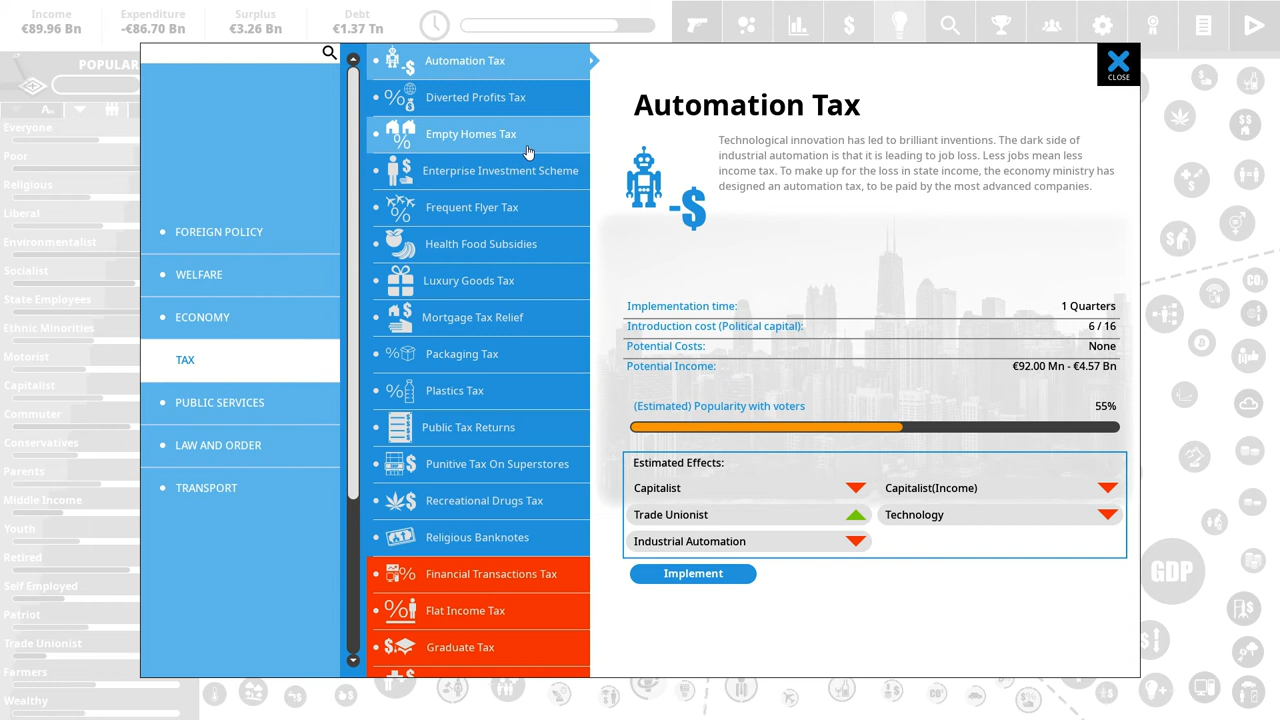 Income
€89.96 Bn
Expenditure
-€86.70 Bn
Surplus
€3.26 Bn
Debt
€1.37 Tn
POPULAR
Everyone
Poor
Religious
Liberal
Environmentalist
Socialist
State Employees
Ethnic Minorities
Motorist
Capitalist
Commuter
Conservatives
Parents
Middle Income
Youth
Retired
Self Employed
Patriot
Trade Unionist
Farmers
Wealthy
FOREIGN POLICY
WELFARE
ECONOMY
TAX
PUBLIC SERVICES
LAW AND ORDER
TRANSPORT
Automation Tax
Diverted Profits Tax
Empty Homes Tax
Enterprise Investment Scheme
Frequent Flyer Tax
Health Food Subsidies
Luxury Goods Tax
Mortgage Tax Relief
Packaging Tax
Plastics Tax
Public Tax Returns
Punitive Tax On Superstores
Recreational Drugs Tax
Religious Banknotes
Financial Transactions Tax
Flat Income Tax
Graduate Tax
CLOSE
Automation Tax
Technological innovation has led to brilliant inventions. The dark side of
industrial automation is that it is leading to job loss. Less jobs mean less
income tax. To make up for the loss in state income, the economy ministry has
designed an automation tax, to be paid by the most advanced companies.
Implementation time: 1 Quarters
Introduction cost (Political capital): 6 / 16
Potential Costs: None
Potential Income: €92.00 Mn - €4.57 Bn
(Estimated) Popularity with voters 55%
Estimated Effects:
Capitalist Capitalist(Income)
Trade Unionist Technology
Industrial Automation
Implement
GDP